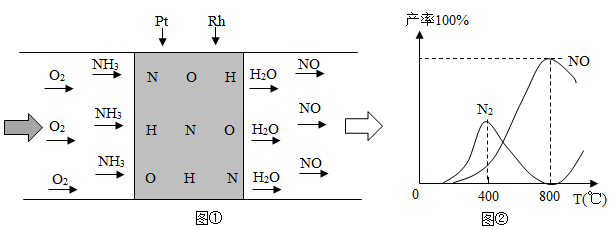 Pt Rh
O2 NH3 N O H H2O NO
O2 NH3 H N O H2O NO
O2 NH3 O H N H2O NO
图①
产率100%
NO
N2
0 400 800 T(℃)
图②